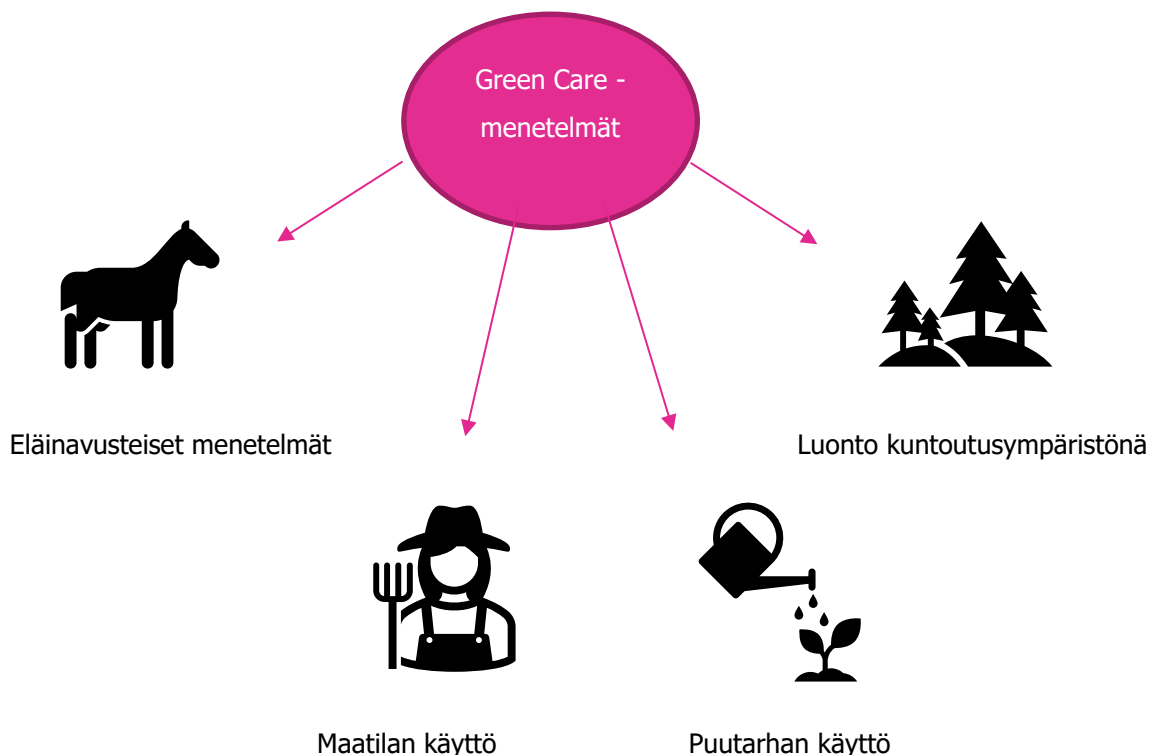 Green Care -
menetelmät
Eläinavusteiset menetelmät
Luonto kuntoutusympäristönä
Maatilan käyttö
Puutarhan käyttö